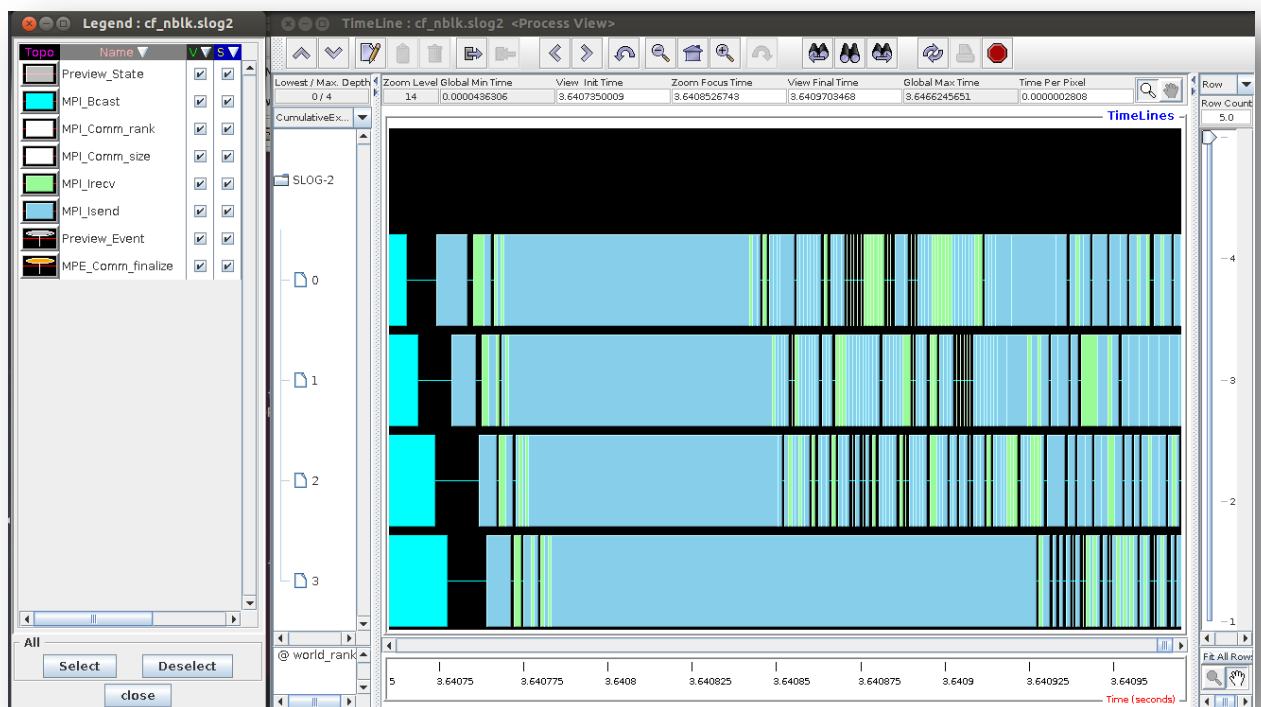 Legend : cf_nblk.slog2
TimeLine : cf_nblk.slog2 <Process View>
Topo Name V S
Preview_State
MPI_Bcast
MPI_Comm_rank
MPI_Comm_size
MPI_Irecv
MPI_Isend
Preview_Event
MPE_Comm_finalize
All
Select Deselect
close
Lowest / Max. Depth
0 / 4
Zoom Level Global Min Time View Init Time Zoom Focus Time View Final Time Global Max Time Time Per Pixel
14 0.0000436306 3.6407350009 3.6408526743 3.6409703468 3.6466245651 0.0000002808
Row
Row Count
5.0
CumulativeEx...
TimeLines
SLOG-2
0
1
2
3
4
3
2
1
@ world_rank
5 3.64075 3.640775 3.6408 3.640825 3.64085 3.640875 3.6409 3.640925 3.64095
Time (seconds)
Fit All Rows